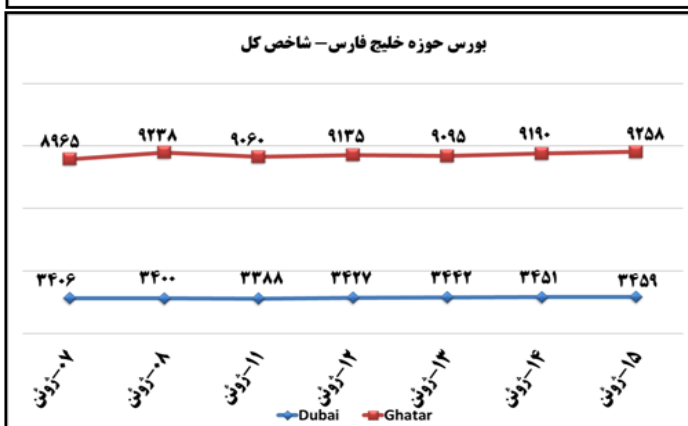 بورس حوزه خلیج فارس– شاخص کل
۸۹۶۵ ۹۲۳۸ ۹۰۶۰ ۹۱۳۵ ۹۰۹۵ ۹۱۹۰ ۹۲۵۸
۳۴۰۶ ۳۴۰۰ ۳۳۸۸ ۳۴۲۷ ۳۴۴۲ ۳۴۵۱ ۳۴۵۹
۰۷-ژوئن ۰۸-ژوئن ۱۱-ژوئن ۱۲-ژوئن ۱۳-ژوئن ۱۴-ژوئن ۱۵-ژوئن
Dubai Ghatar